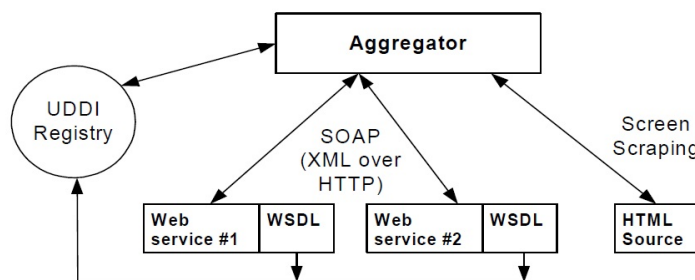 Aggregator
UDDI
Registry
SOAP
(XML over
HTTP)
Screen
Scraping
Web
service #1
WSDL
Web
service #2
WSDL
HTML
Source